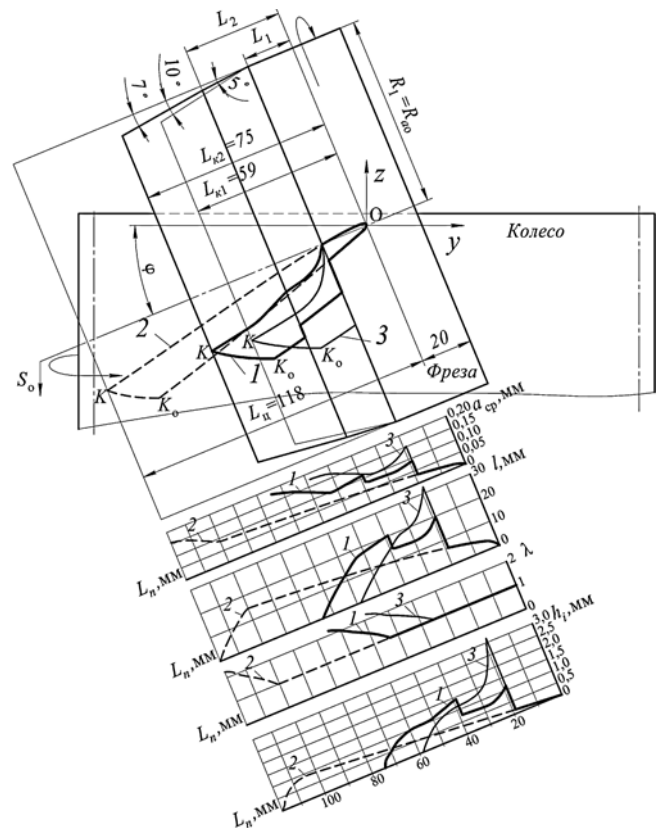 L₂
L₁
10°
7°
5°
R₁=Rₐₒ
Lк2=75
Lк1=59
z
O
y
Колесо
φ
2
K
K
1
Kₒ
Kₒ
3
20
Sₒ
K
Kₒ
Lц=118
Фреза
0,20 aср, мм
0,15
0,10
0,05
0
3
1
2
Lп, мм
30 l, мм
20
10
0
3
1
2
Lп, мм
2 λ
1
0
1
3
2
Lп, мм
3,0 hᵢ, мм
2,5
2,0
1,5
1,0
0,5
0
3
1
2
Lп, мм
100
80
60
40
20